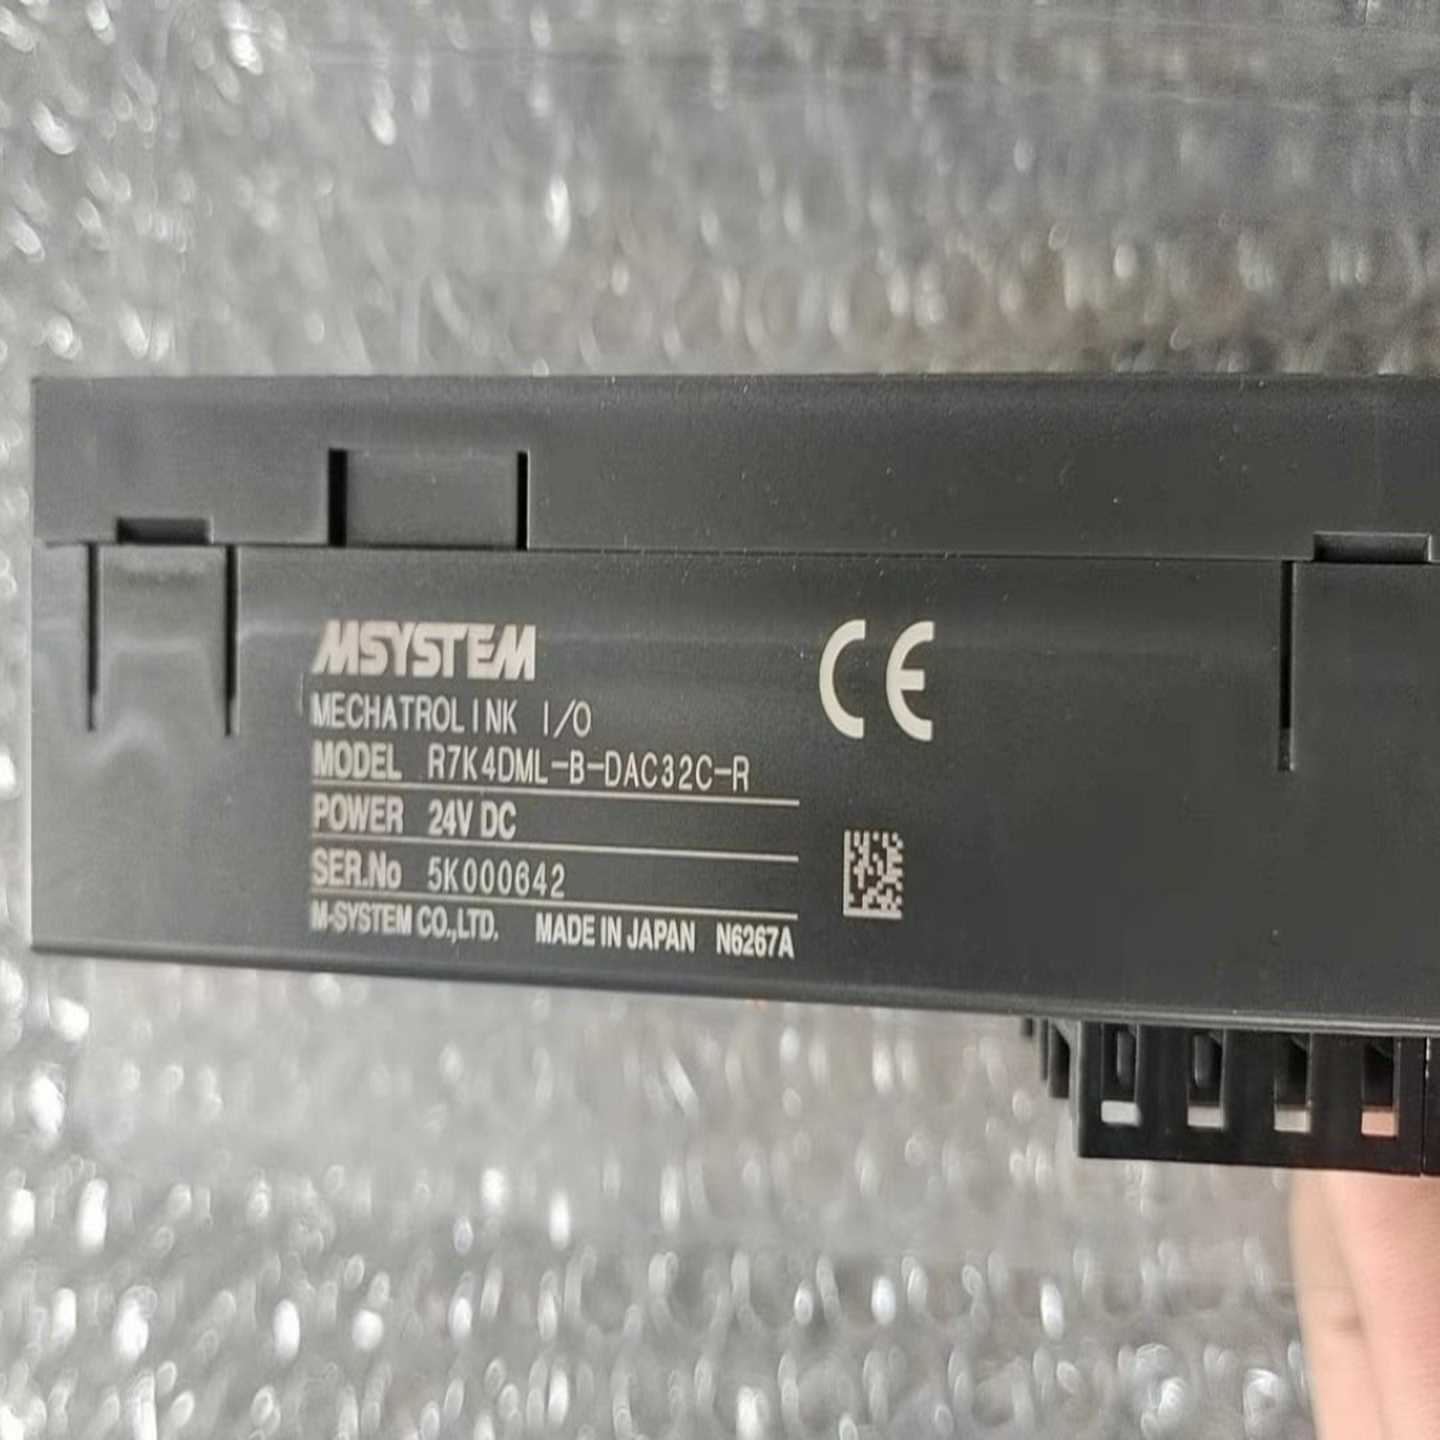 MSYSTEM
CE
MECHATROLINK I/O
MODEL R7K4DML-B-DAC32C-R
POWER 24V DC
SER.No 5K000642
M-SYSTEM CO.,LTD. MADE IN JAPAN N6267A